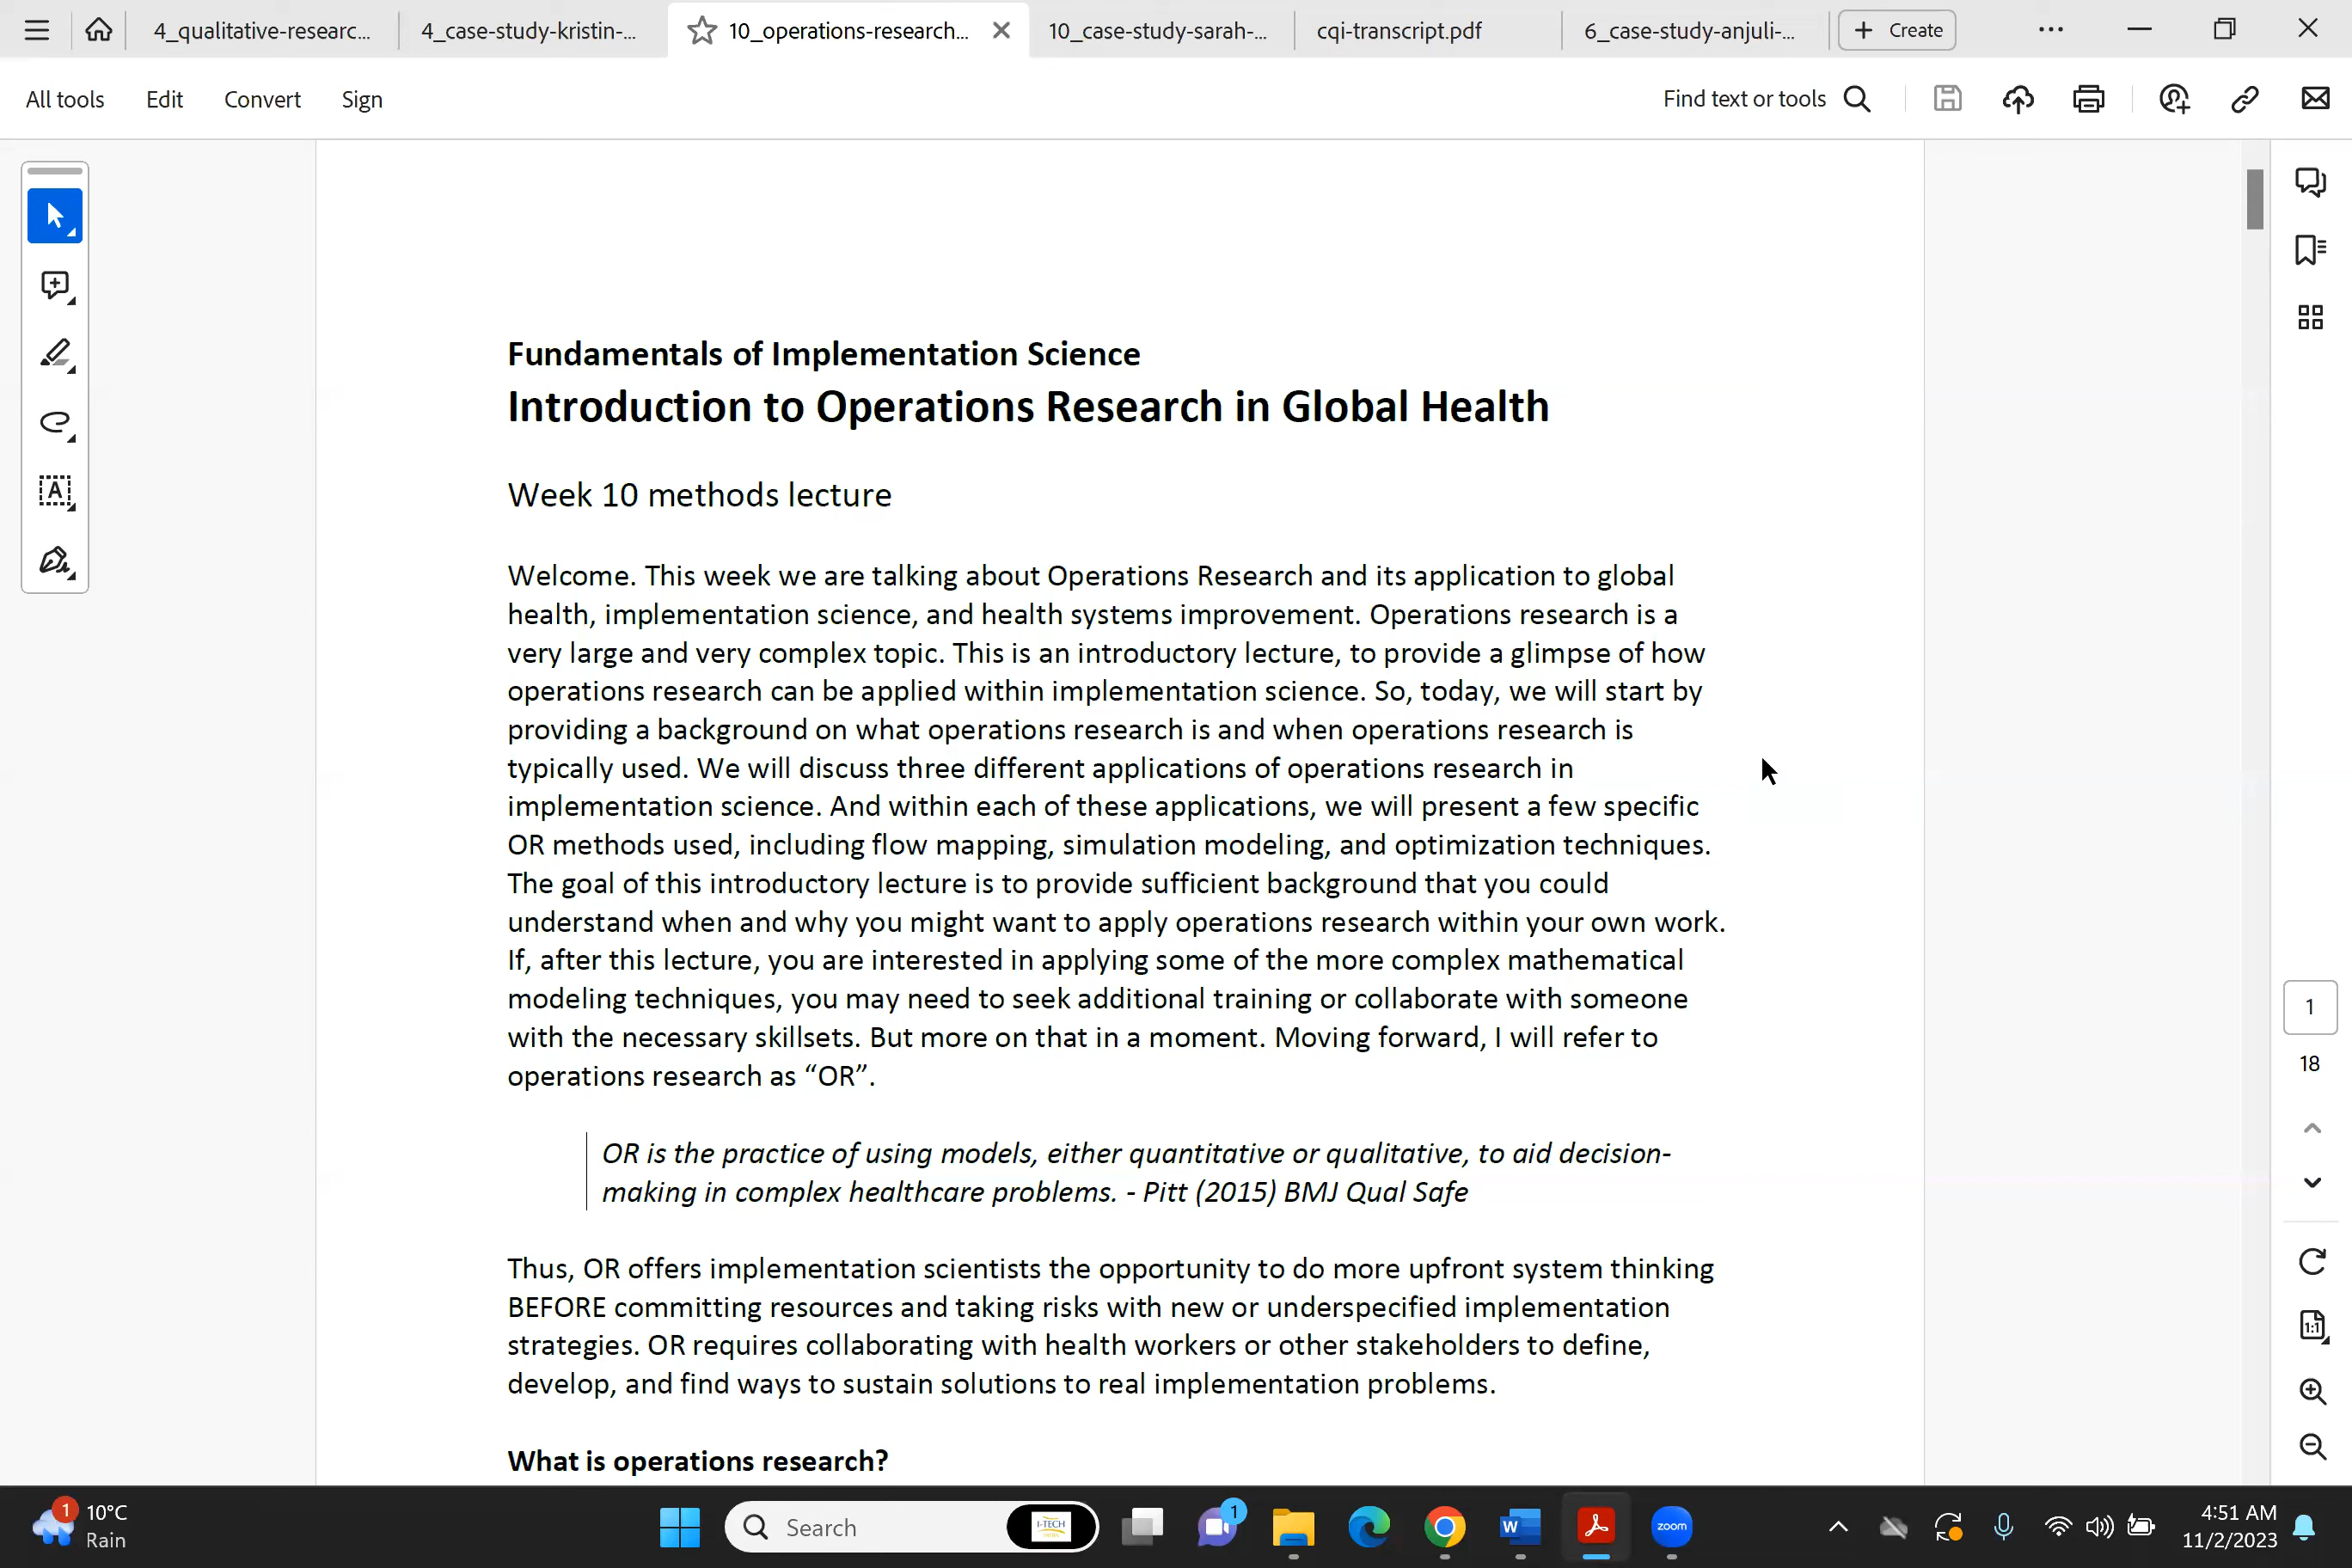 4_qualitative-researc...
4_case-study-kristin-...
10_operations-research...
10_case-study-sarah-...
cqi-transcript.pdf
6_case-study-anjuli-...
Create
All tools
Edit
Convert
Sign
Find text or tools
Fundamentals of Implementation Science
Introduction to Operations Research in Global Health
Week 10 methods lecture
Welcome. This week we are talking about Operations Research and its application to global
health, implementation science, and health systems improvement. Operations research is a
very large and very complex topic. This is an introductory lecture, to provide a glimpse of how
operations research can be applied within implementation science. So, today, we will start by
providing a background on what operations research is and when operations research is
typically used. We will discuss three different applications of operations research in
implementation science. And within each of these applications, we will present a few specific
OR methods used, including flow mapping, simulation modeling, and optimization techniques.
The goal of this introductory lecture is to provide sufficient background that you could
understand when and why you might want to apply operations research within your own work.
If, after this lecture, you are interested in applying some of the more complex mathematical
modeling techniques, you may need to seek additional training or collaborate with someone
with the necessary skillsets. But more on that in a moment. Moving forward, I will refer to
operations research as “OR”.
OR is the practice of using models, either quantitative or qualitative, to aid decision-
making in complex healthcare problems. - Pitt (2015) BMJ Qual Safe
Thus, OR offers implementation scientists the opportunity to do more upfront system thinking
BEFORE committing resources and taking risks with new or underspecified implementation
strategies. OR requires collaborating with health workers or other stakeholders to define,
develop, and find ways to sustain solutions to real implementation problems.
What is operations research?
1
18
1:1
1
10°C
Rain
Search
I-TECH
1
W
zoom
4:51 AM
11/2/2023